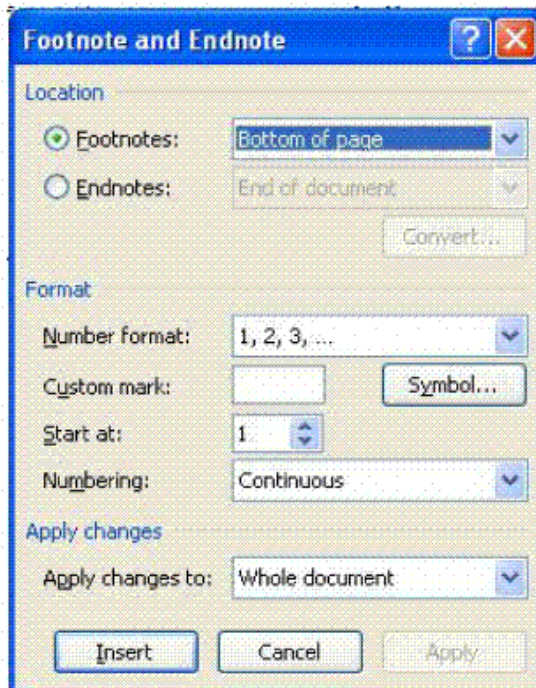 Footnote and Endnote
Location
Footnotes: Bottom of page
Endnotes: End of document
Convert...
Format
Number format: 1, 2, 3, ...
Custom mark: Symbol...
Start at: 1
Numbering: Continuous
Apply changes
Apply changes to: Whole document
Insert Cancel Apply